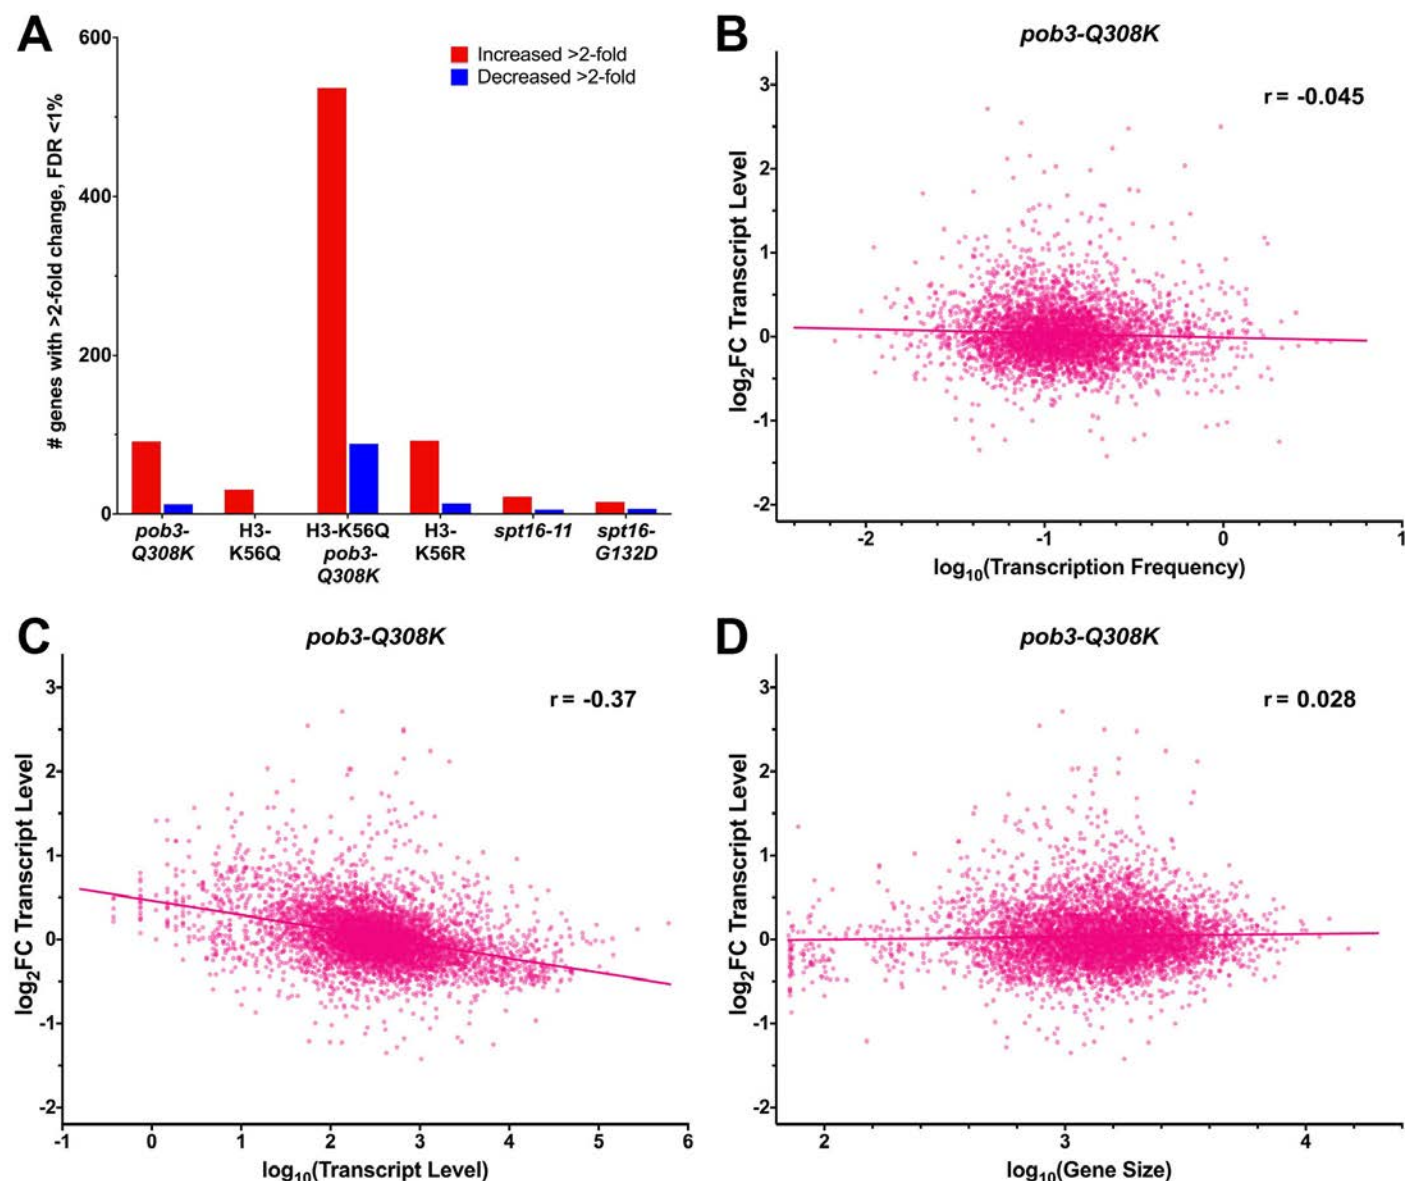 A
# genes with >2-fold change, FDR <1%
600
400
200
0
Increased >2-fold
Decreased >2-fold
pob3-
Q308K
H3-
K56Q
H3-K56Q
pob3-
Q308K
H3-
K56R
spt16-11
spt16-
G132D
B
pob3-Q308K
r = -0.045
log2FC Transcript Level
3
2
1
0
-1
-2
-2
-1
0
1
log10(Transcription Frequency)
C
pob3-Q308K
r = -0.37
log2FC Transcript Level
3
2
1
0
-1
-2
-1
0
1
2
3
4
5
6
log10(Transcript Level)
D
pob3-Q308K
r = 0.028
log2FC Transcript Level
3
2
1
0
-1
-2
2
3
4
log10(Gene Size)